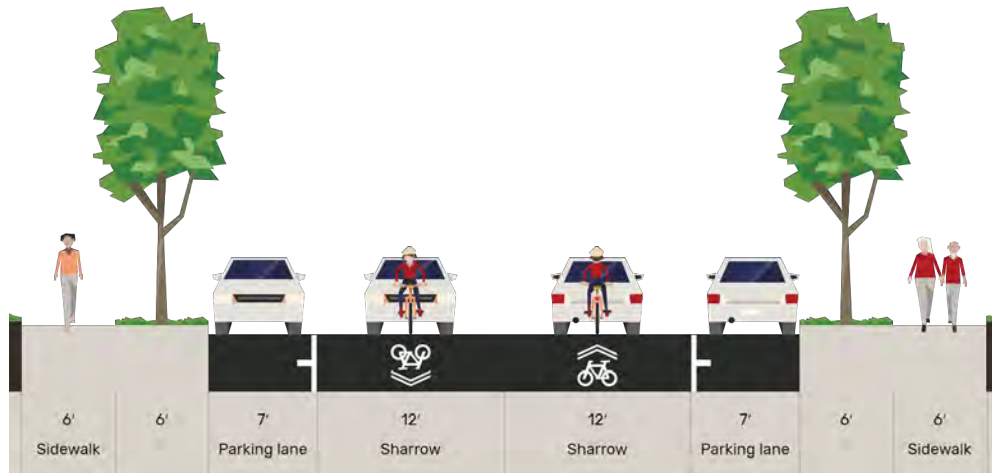 6′ 6′ 7′ 12′ 12′ 7′ 6′ 6′
Sidewalk Parking lane Sharrow Sharrow Parking lane Sidewalk